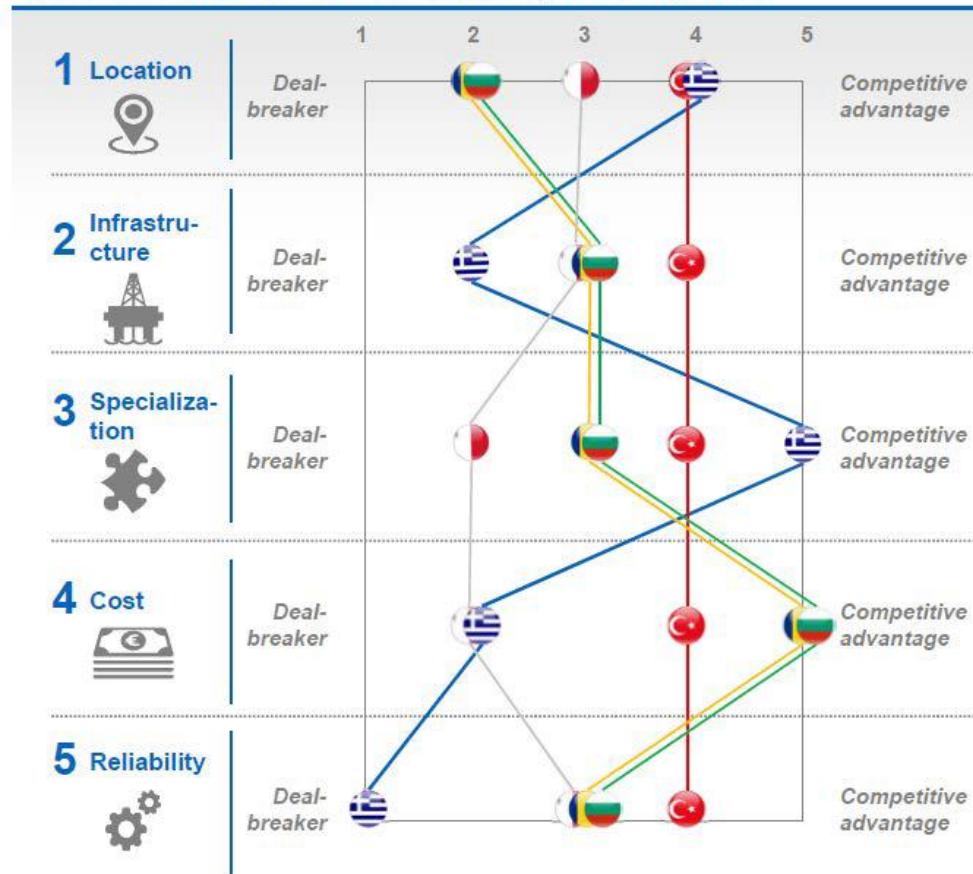 1 2 3 4 5
1 Location
Deal-
breaker
Competitive
advantage
2 Infrastru-
cture
Deal-
breaker
Competitive
advantage
3 Specializa-
tion
Deal-
breaker
Competitive
advantage
4 Cost
€
Deal-
breaker
Competitive
advantage
5 Reliability
Deal-
breaker
Competitive
advantage